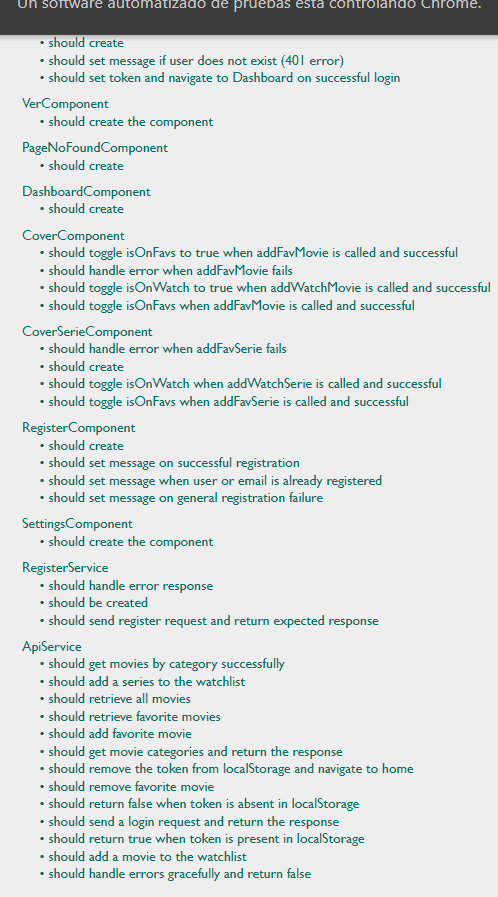 Un software automatizado de pruebas está controlando Chrome.
• should create
• should set message if user does not exist (401 error)
• should set token and navigate to Dashboard on successful login
VerComponent
• should create the component
PageNoFoundComponent
• should create
DashboardComponent
• should create
CoverComponent
• should toggle isOnFavs to true when addFavMovie is called and successful
• should handle error when addFavMovie fails
• should toggle isOnWatch to true when addWatchMovie is called and successful
• should toggle isOnFavs when addFavMovie is called and successful
CoverSerieComponent
• should handle error when addFavSerie fails
• should create
• should toggle isOnWatch when addWatchSerie is called and successful
• should toggle isOnFavs when addFavSerie is called and successful
RegisterComponent
• should create
• should set message on successful registration
• should set message when user or email is already registered
• should set message on general registration failure
SettingsComponent
• should create the component
RegisterService
• should handle error response
• should be created
• should send register request and return expected response
ApiService
• should get movies by category successfully
• should add a series to the watchlist
• should retrieve all movies
• should retrieve favorite movies
• should add favorite movie
• should get movie categories and return the response
• should remove the token from localStorage and navigate to home
• should remove favorite movie
• should return false when token is absent in localStorage
• should send a login request and return the response
• should return true when token is present in localStorage
• should add a movie to the watchlist
• should handle errors gracefully and return false